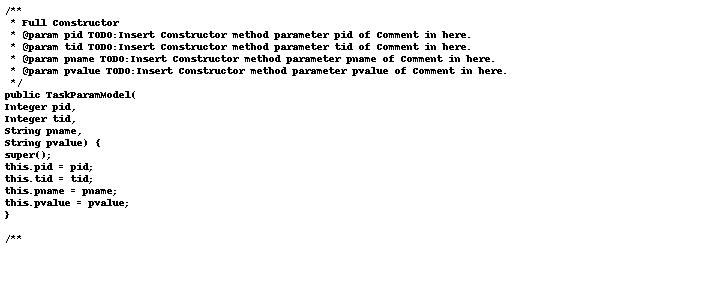 /**
 * Full Constructor
 * @param pid TODO:Insert Constructor method parameter pid of Comment in here.
 * @param tid TODO:Insert Constructor method parameter tid of Comment in here.
 * @param pname TODO:Insert Constructor method parameter pname of Comment in here.
 * @param pvalue TODO:Insert Constructor method parameter pvalue of Comment in here.
 */
public TaskParamModel(
Integer pid,
Integer tid,
String pname,
String pvalue) {
super();
this.pid = pid;
this.tid = tid;
this.pname = pname;
this.pvalue = pvalue;
}
/**